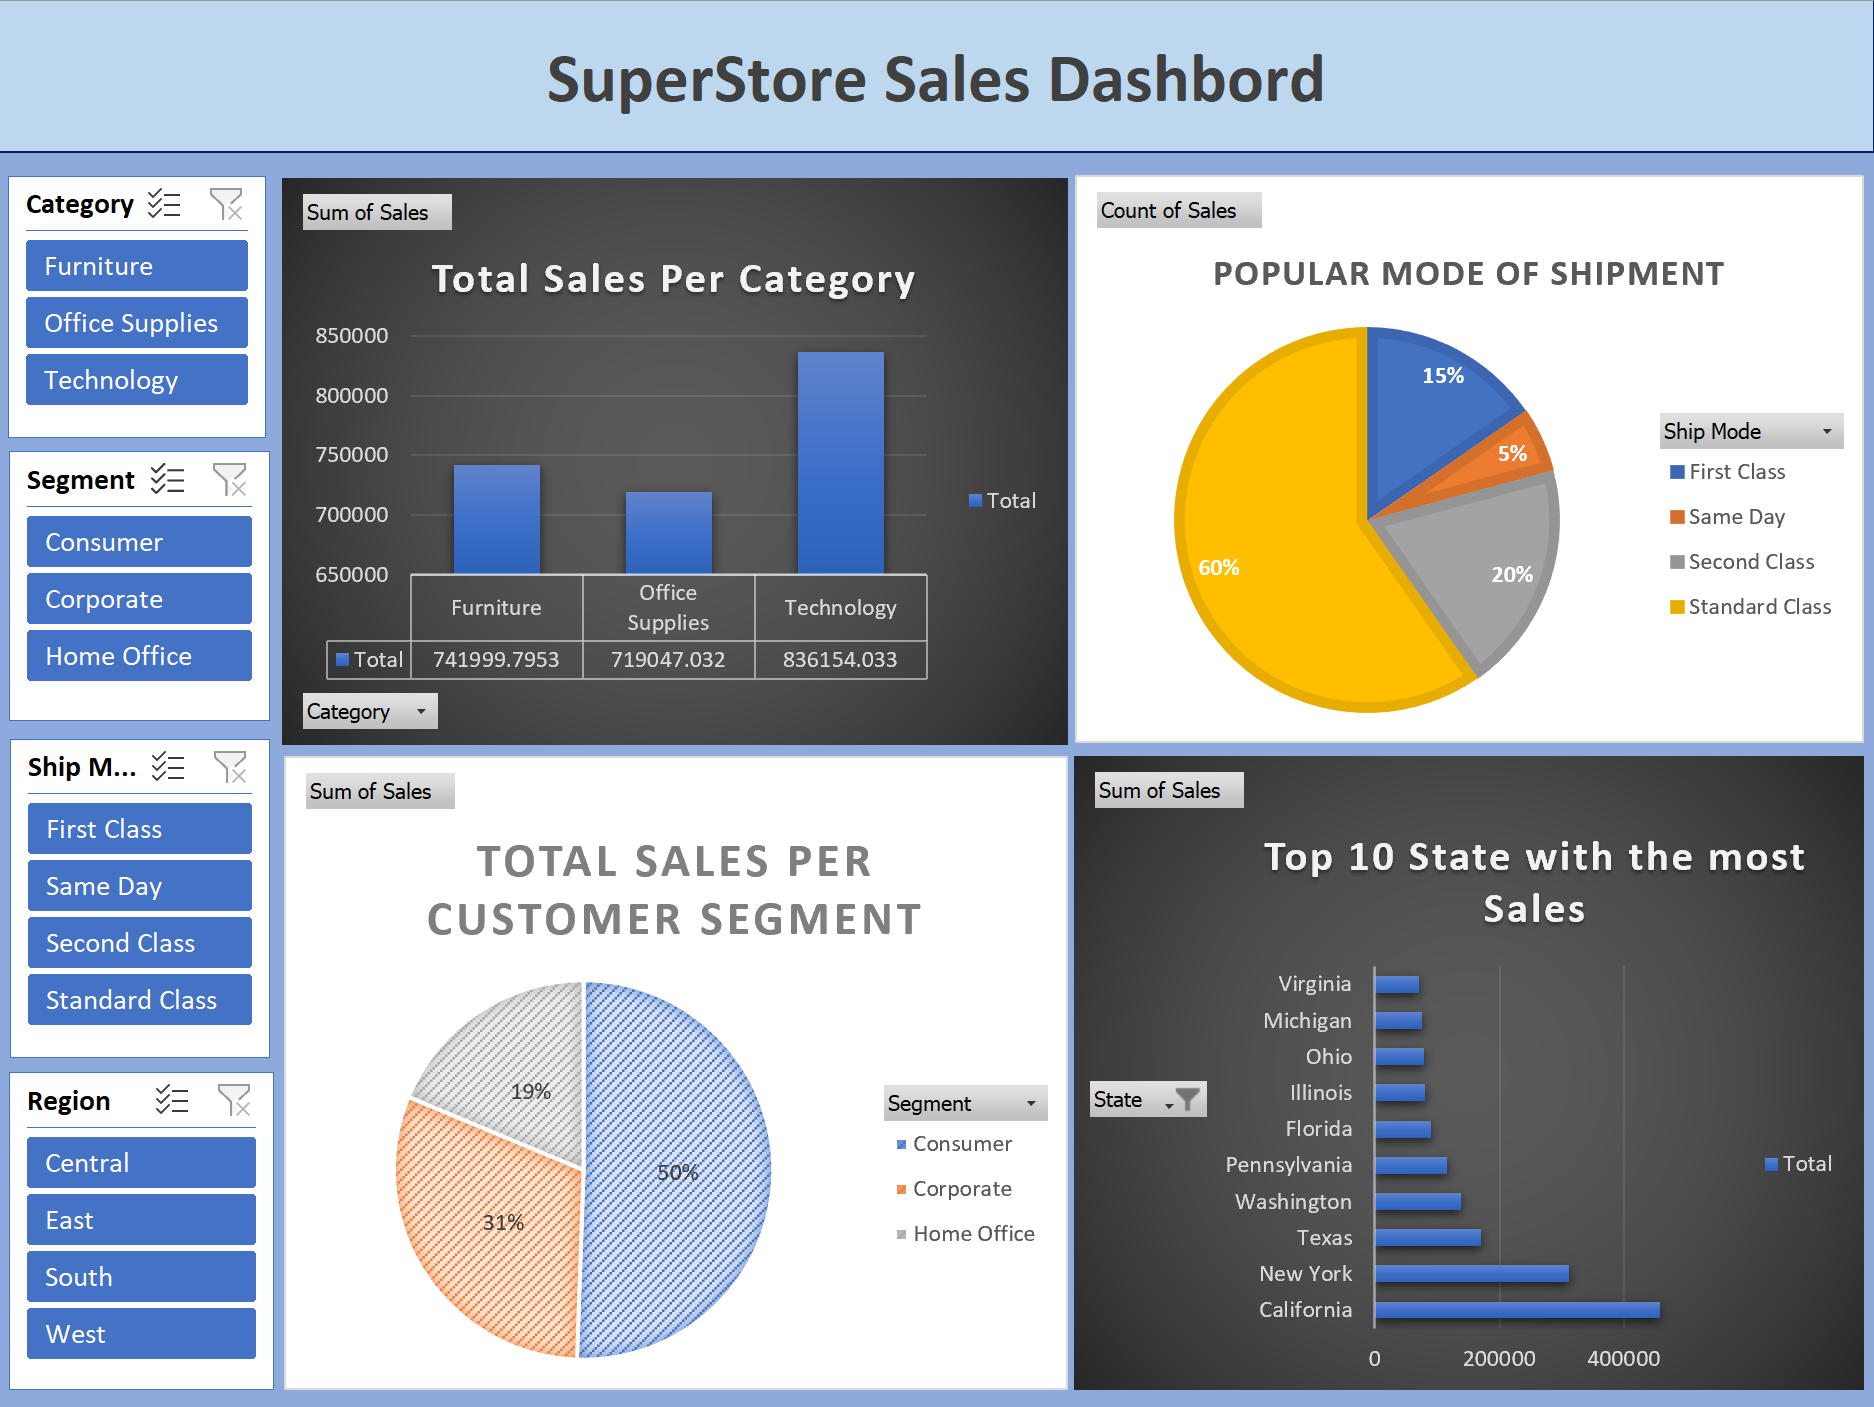 SuperStore Sales Dashbord
Category
Furniture
Office Supplies
Technology
Segment
Consumer
Corporate
Home Office
Ship M...
First Class
Same Day
Second Class
Standard Class
Region
Central
East
South
West
Sum of Sales
Total Sales Per Category
850000
800000
750000
700000
650000
Furniture
Office
Supplies
Technology
Total 741999.7953 719047.032 836154.033
Total
Category
Count of Sales
POPULAR MODE OF SHIPMENT
15%
5%
20%
60%
Ship Mode
First Class
Same Day
Second Class
Standard Class
Sum of Sales
TOTAL SALES PER
CUSTOMER SEGMENT
19%
50%
31%
Segment
Consumer
Corporate
Home Office
Sum of Sales
Top 10 State with the most
Sales
State
Virginia
Michigan
Ohio
Illinois
Florida
Pennsylvania
Washington
Texas
New York
California
0 200000 400000
Total